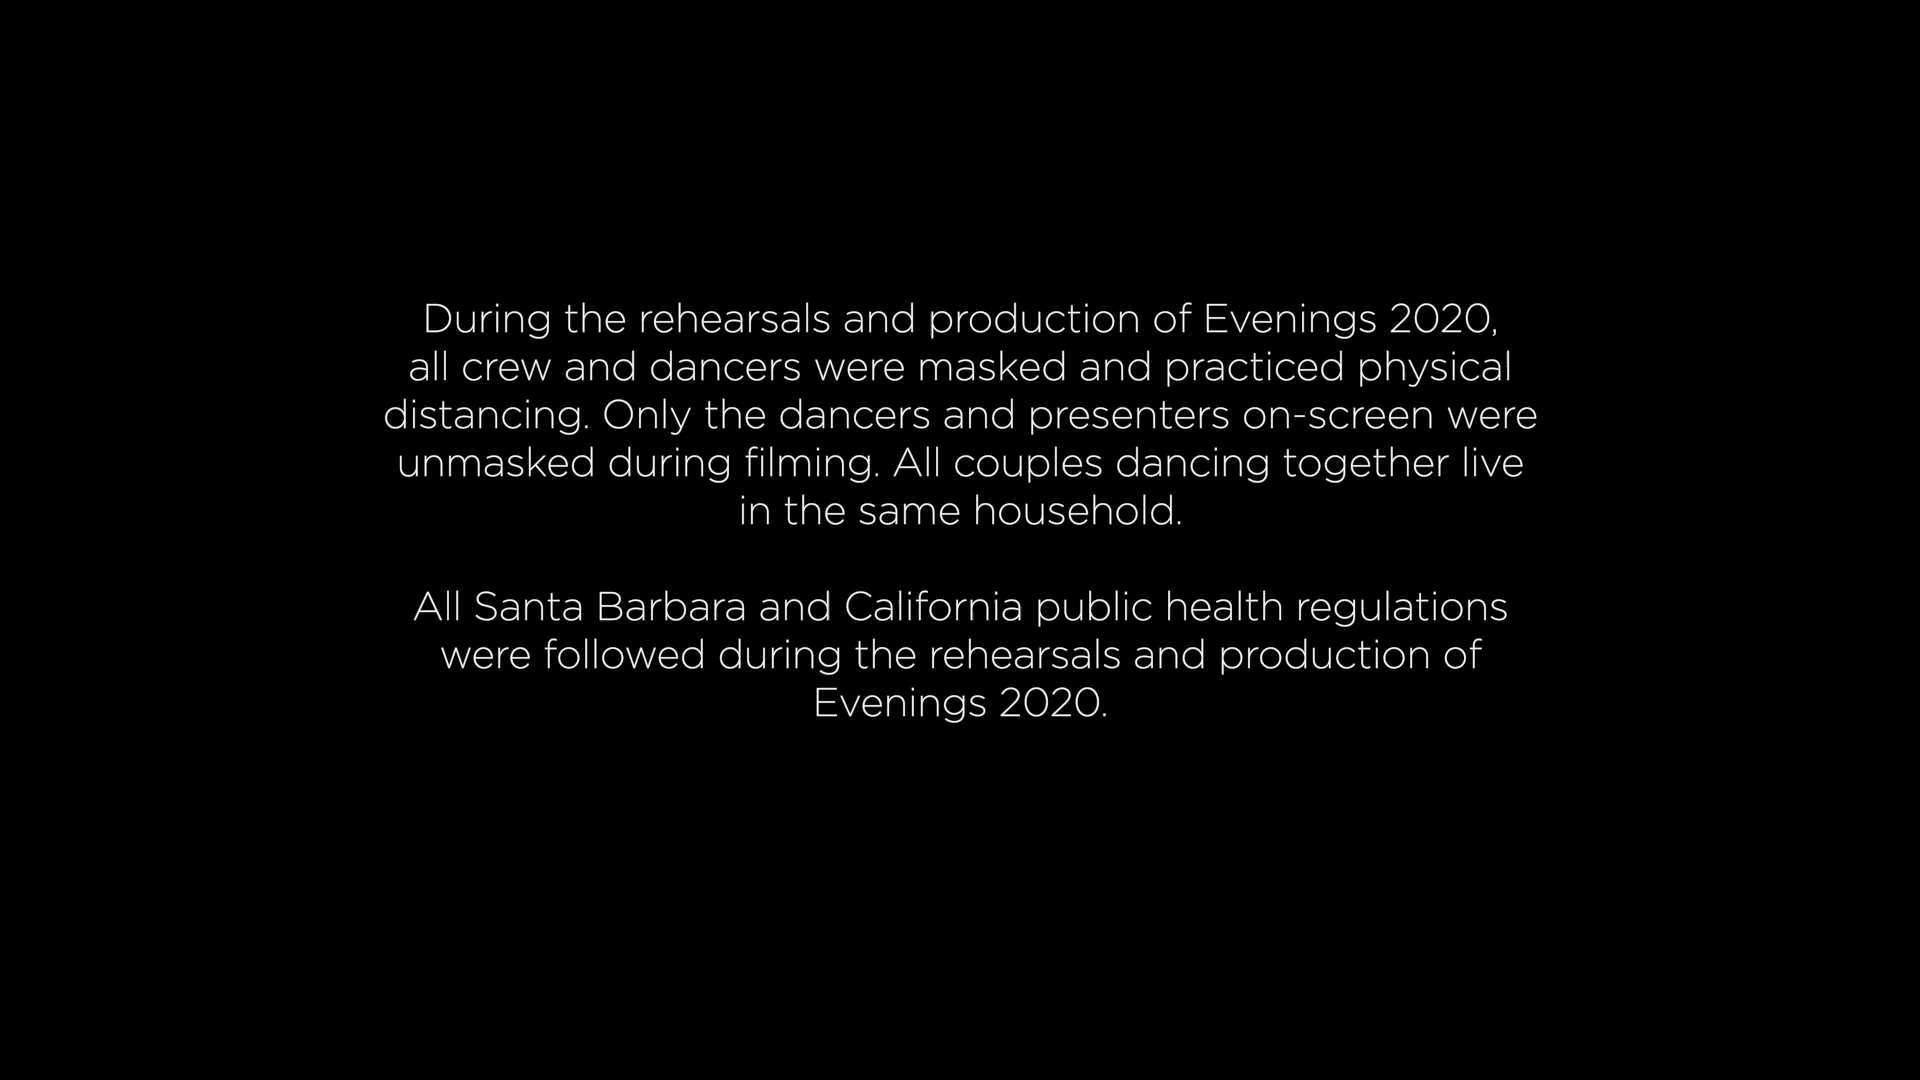 During the rehearsals and production of Evenings 2020,
all crew and dancers were masked and practiced physical
distancing. Only the dancers and presenters on-screen were
unmasked during filming. All couples dancing together live
in the same household.
All Santa Barbara and California public health regulations
were followed during the rehearsals and production of
Evenings 2020.